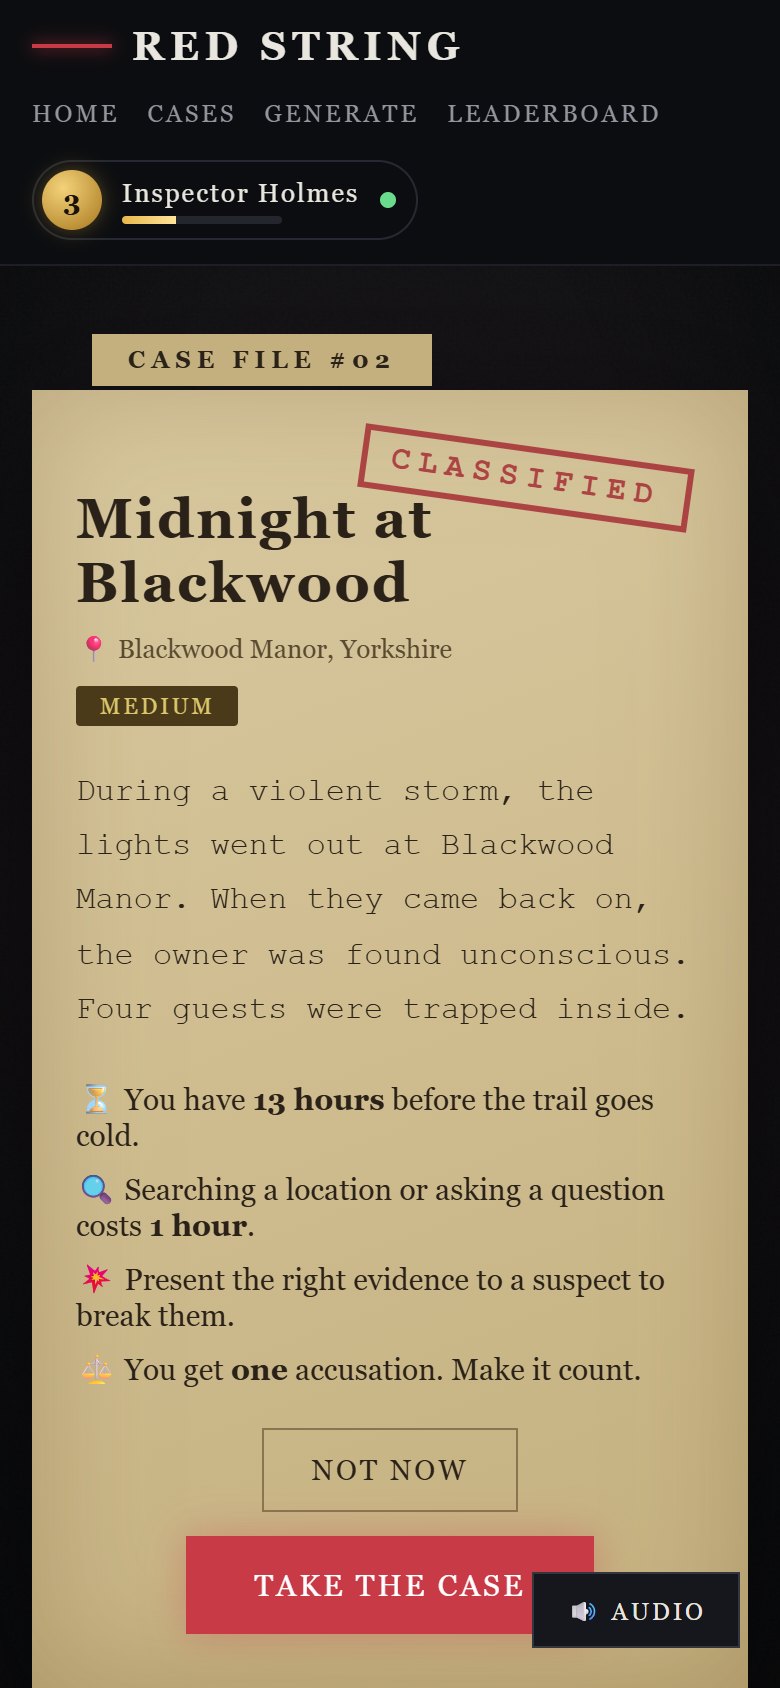 RED STRING
HOME CASES GENERATE LEADERBOARD
3 Inspector Holmes
CASE FILE #02
CLASSIFIED
Midnight at
Blackwood
Blackwood Manor, Yorkshire
MEDIUM
During a violent storm, the
lights went out at Blackwood
Manor. When they came back on,
the owner was found unconscious.
Four guests were trapped inside.
You have 13 hours before the trail goes
cold.
Searching a location or asking a question
costs 1 hour.
Present the right evidence to a suspect to
break them.
You get one accusation. Make it count.
NOT NOW
TAKE THE CASE
AUDIO